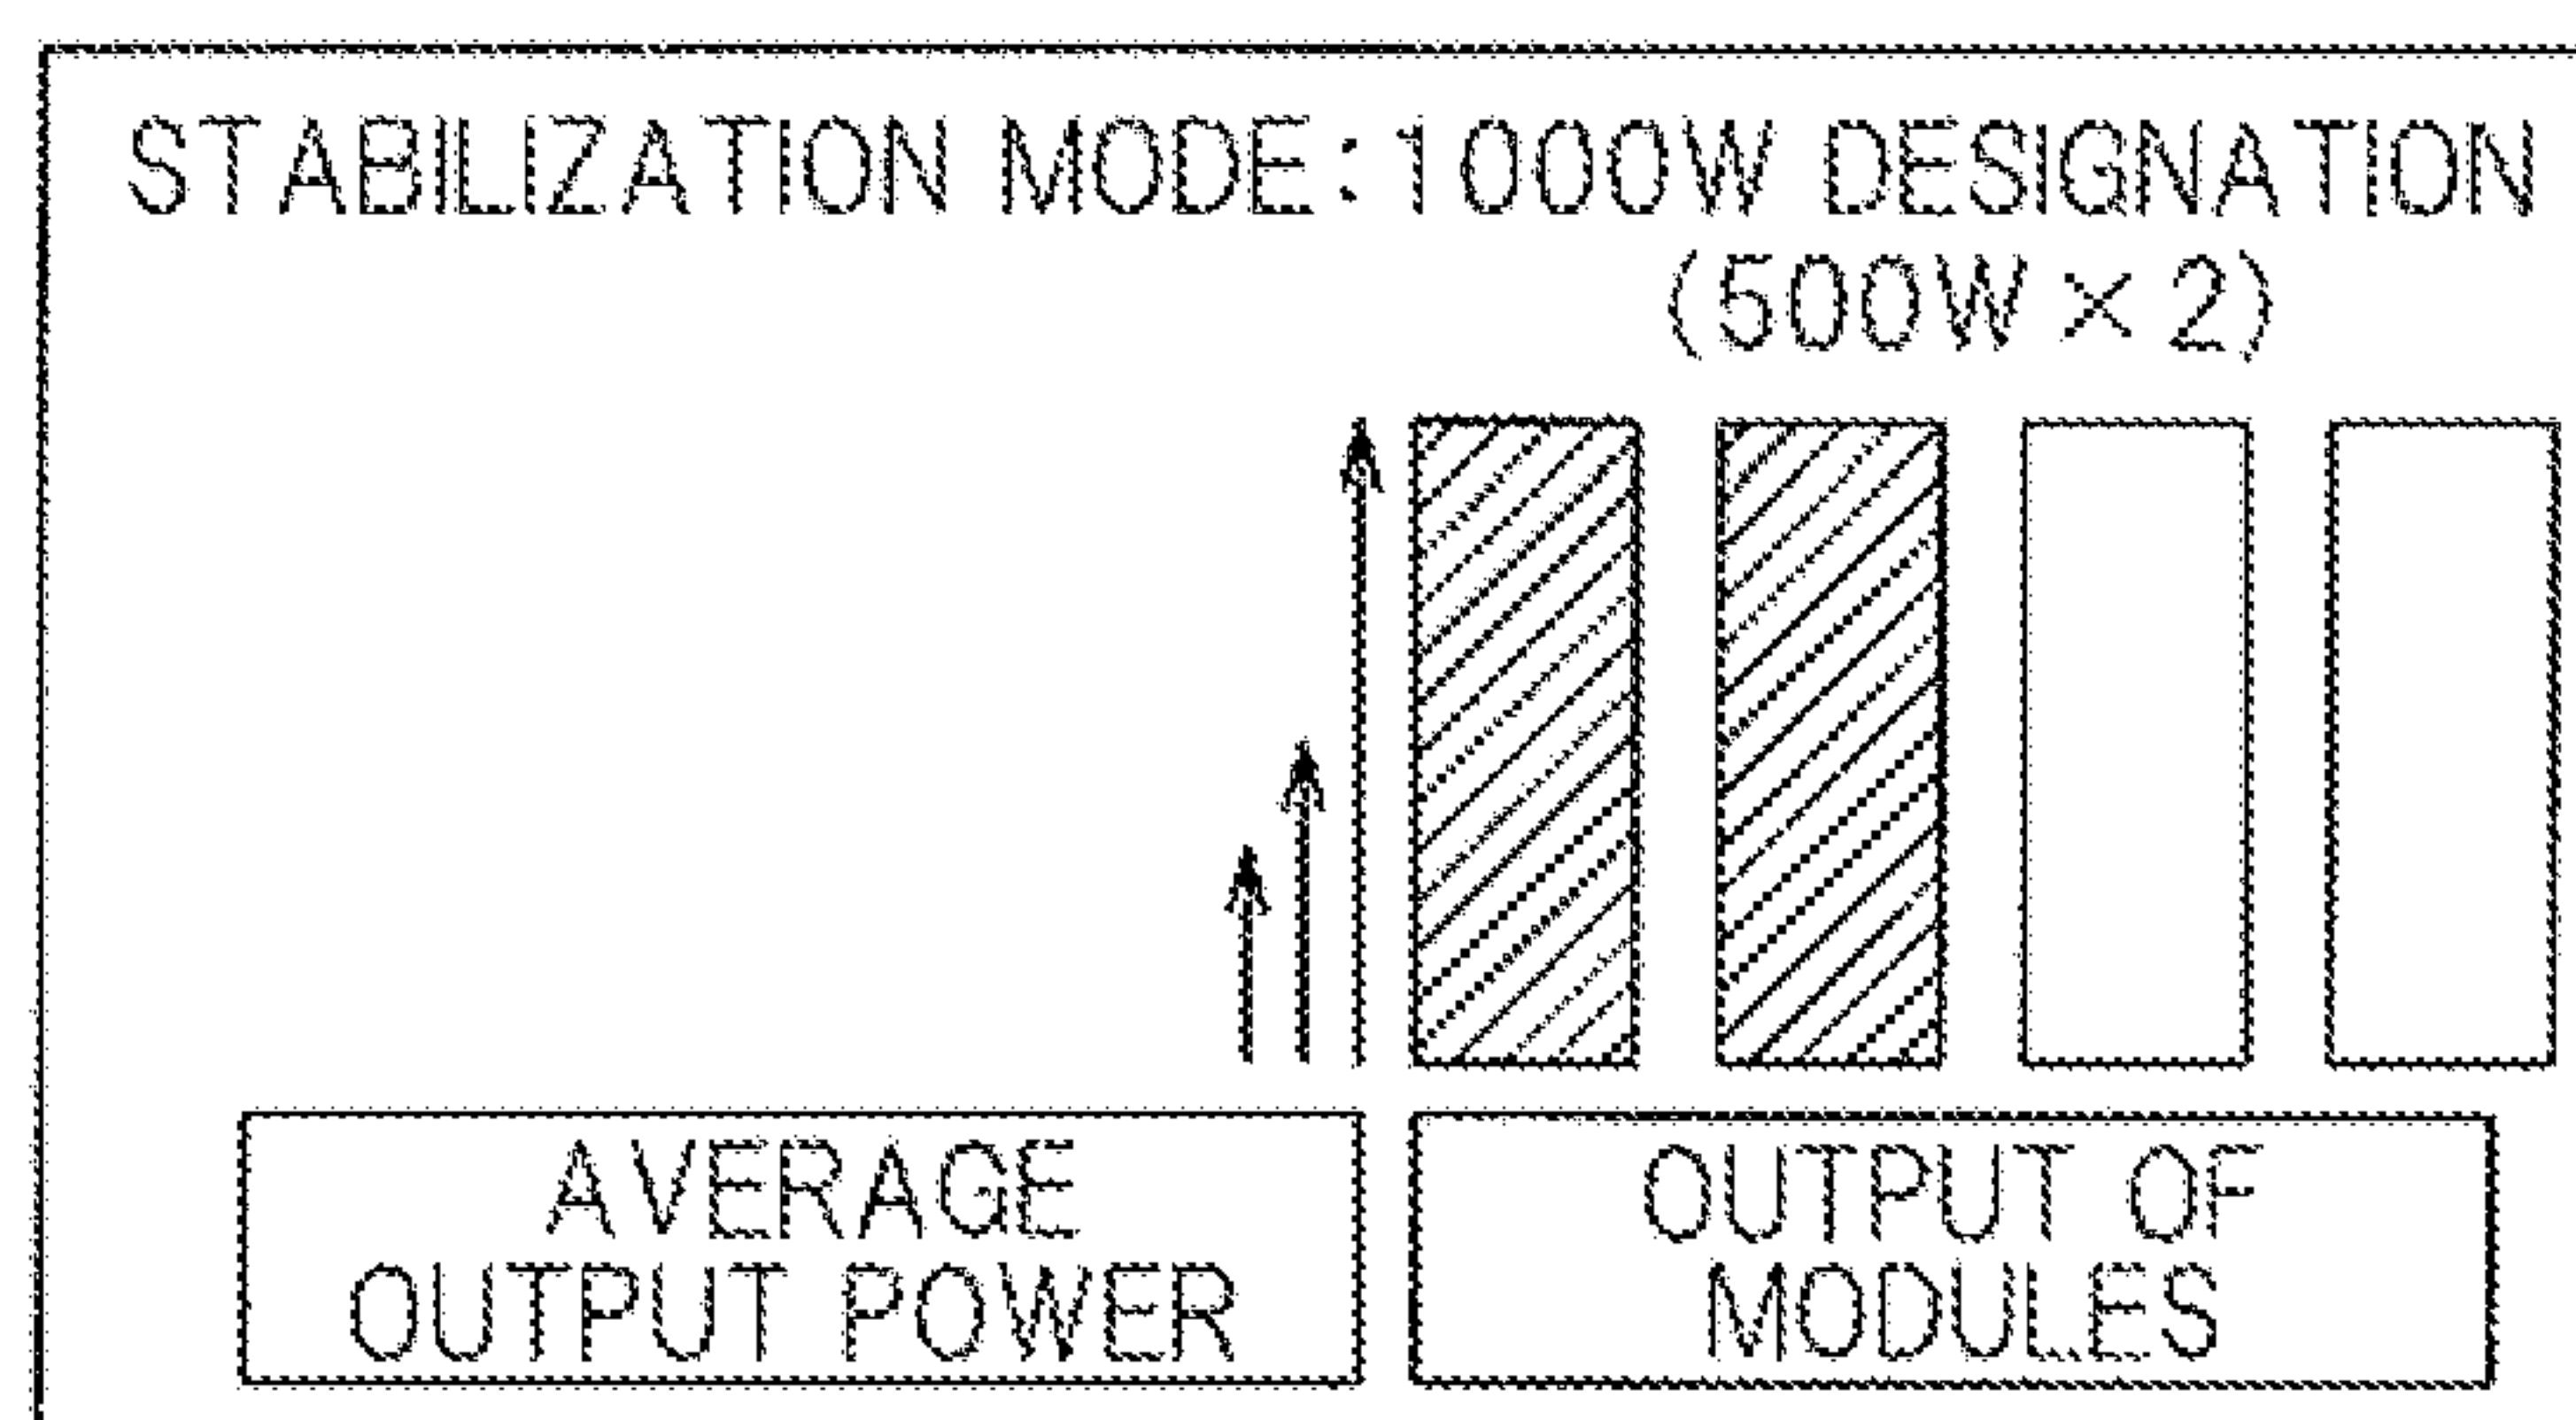 STABILIZATION MODE:1000W DESIGNATION
(500W×2)
AVERAGE
OUTPUT POWER
OUTPUT OF
MODULES